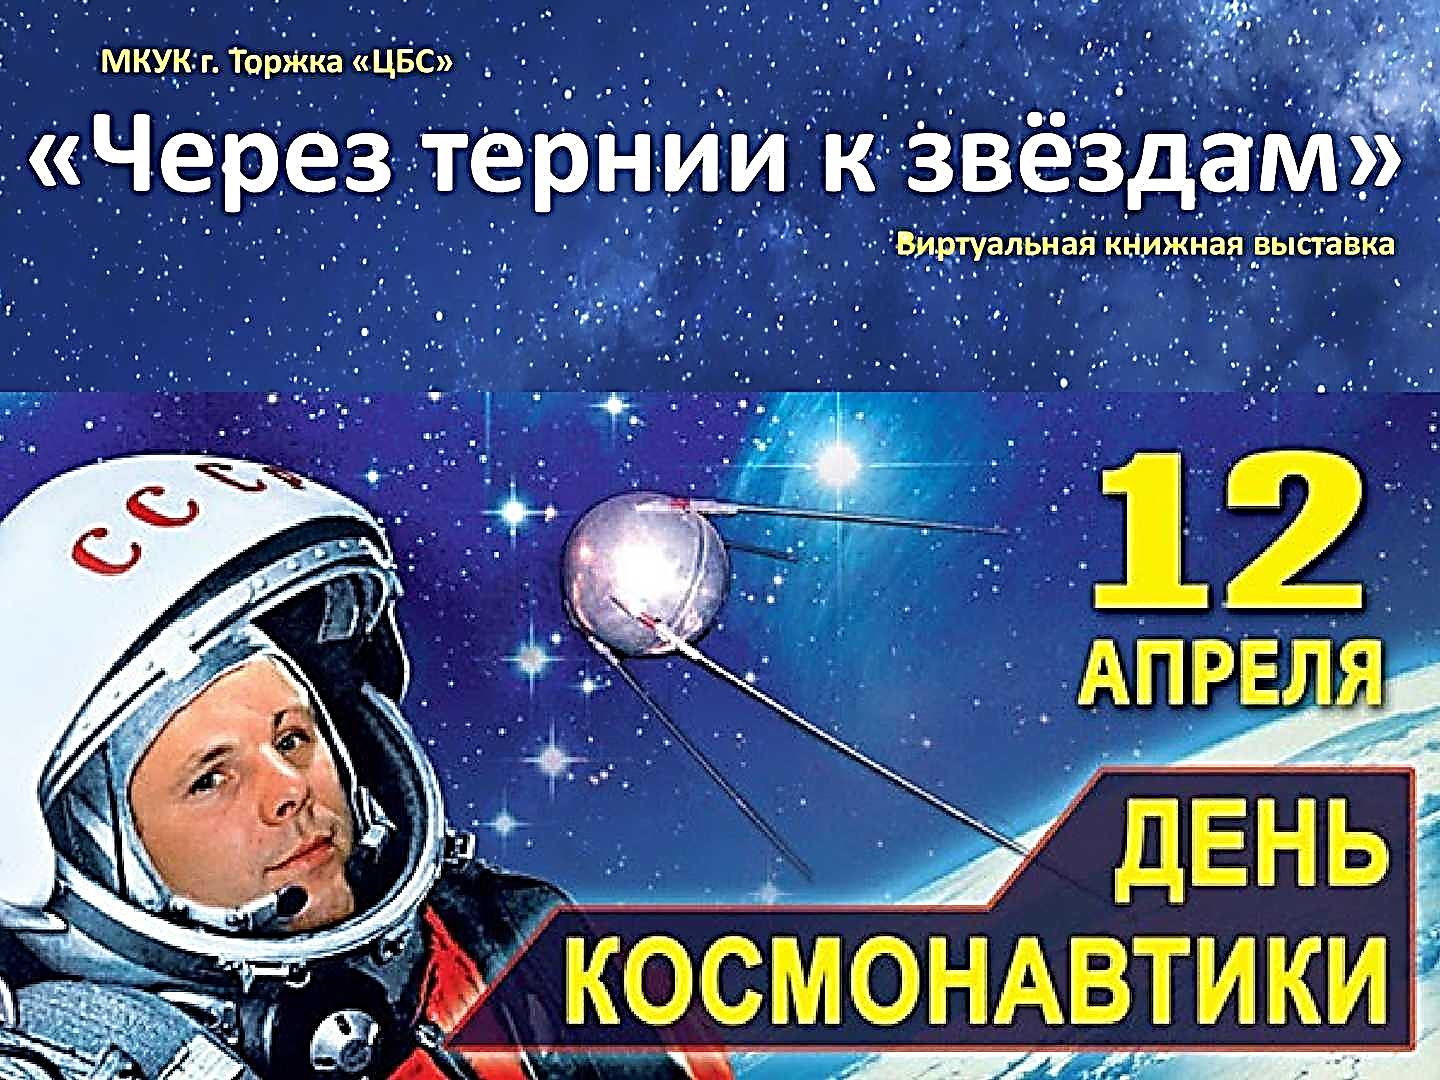 МКУК г. Торжка «ЦБС»
«Через тернии к звёздам»
Виртуальная книжная выставка
СССР
12
АПРЕЛЯ
ДЕНЬ
КОСМОНАВТИКИ